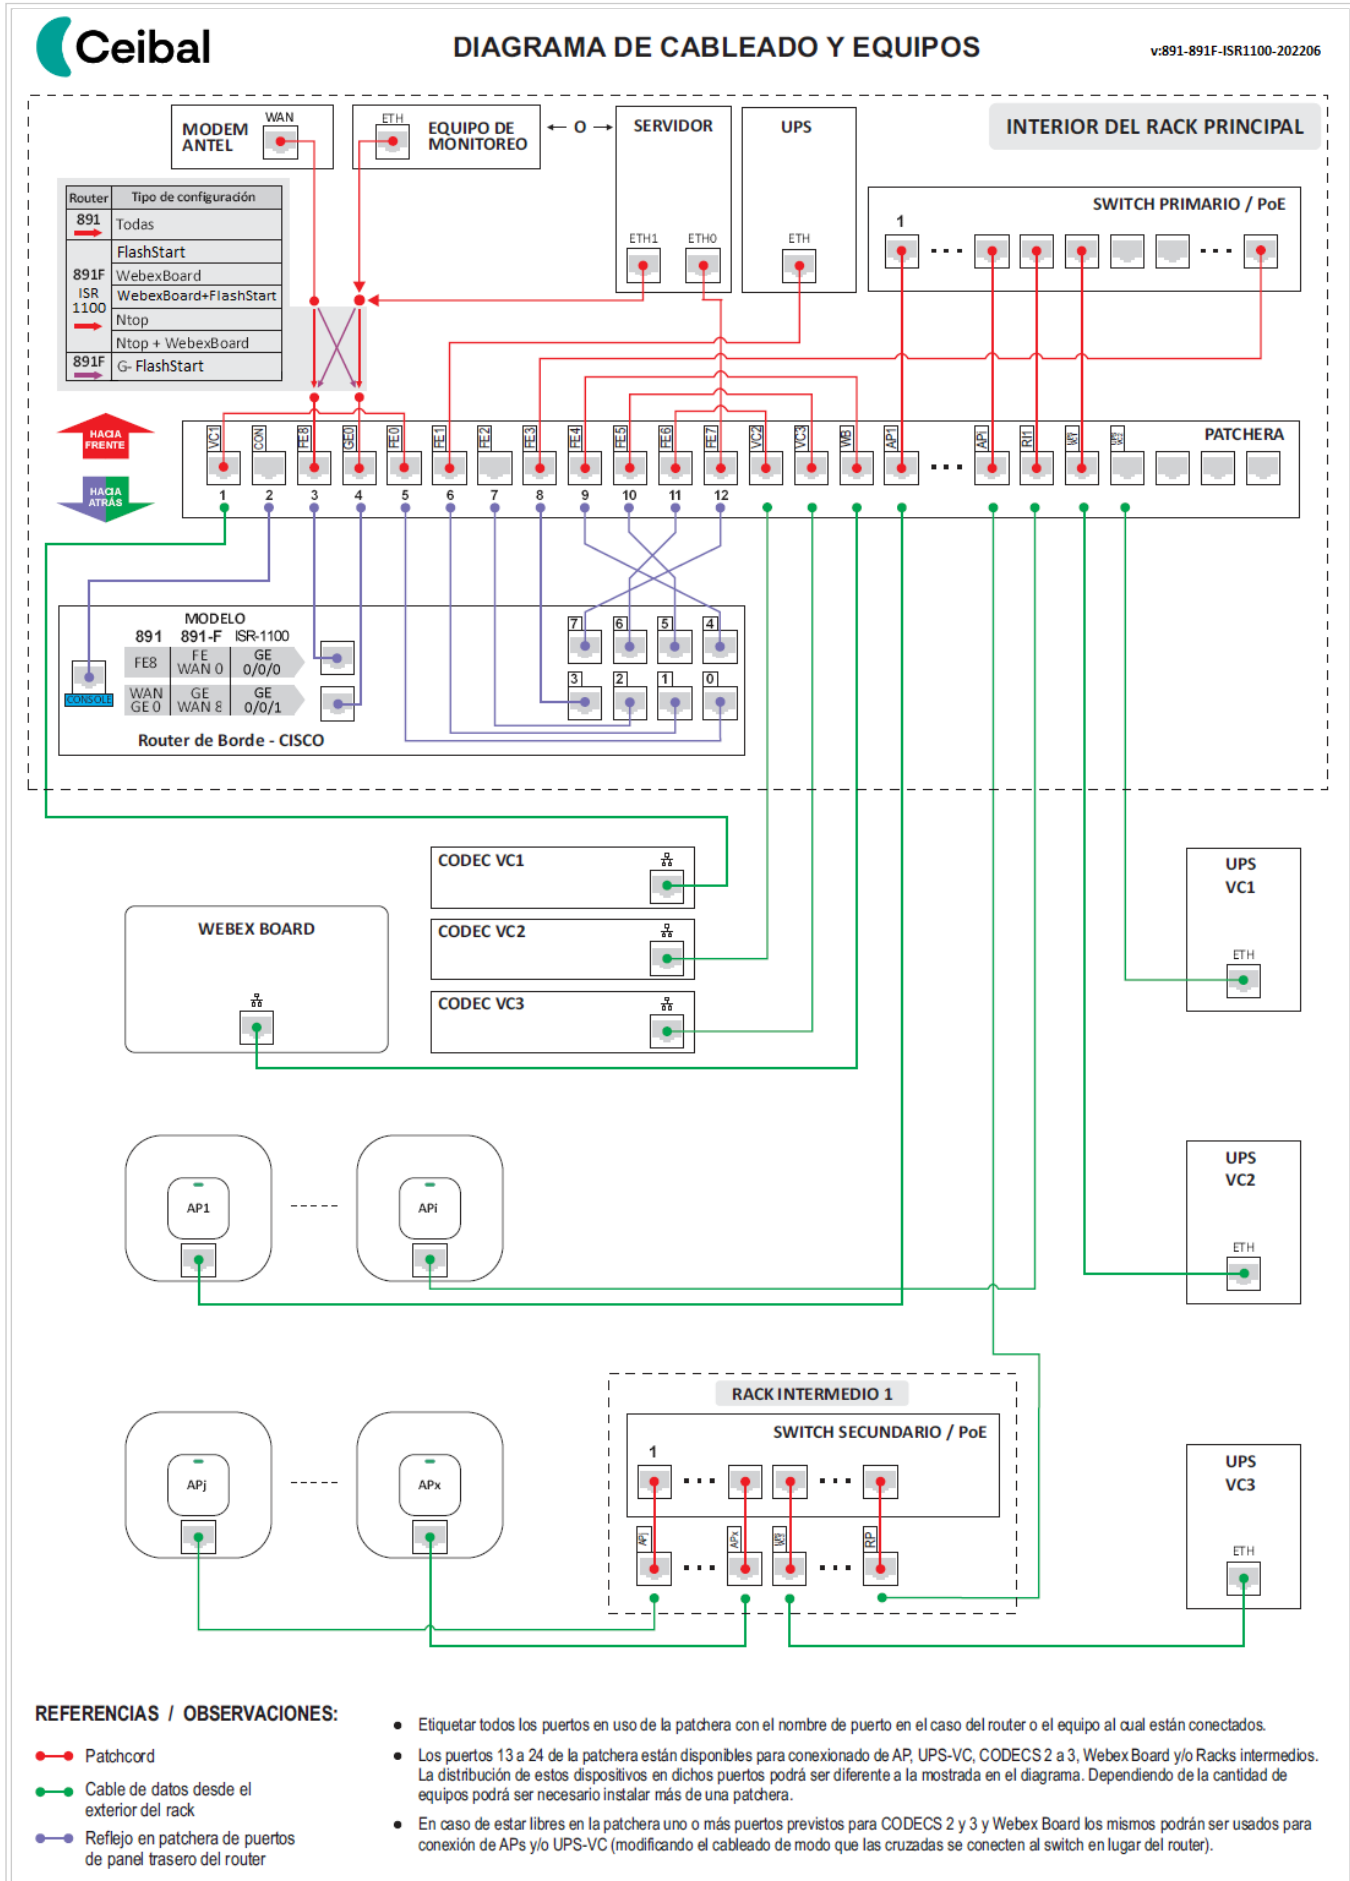 Ceibal
DIAGRAMA DE CABLEADO Y EQUIPOS
v:891-891F-ISR1100-202206
INTERIOR DEL RACK PRINCIPAL
MODEM
ANTEL
WAN
ETH
EQUIPO DE
MONITOREO
← O →
SERVIDOR
ETH1
ETH0
UPS
ETH
SWITCH PRIMARIO / PoE
1
Router
Tipo de configuración
891
Todas
891F
ISR
1100
FlashStart
WebexBoard
WebexBoard+FlashStart
Ntop
Ntop + WebexBoard
891F
G- FlashStart
HACIA
FRENTE
HACIA
ATRÁS
PATCHERA
VC1
CON
FE8
GE0
FE0
FE1
FE2
FE3
FE4
FE5
FE6
FE7
VC2
VC3
WB
AP1
APi
RI1
1
2
3
4
5
6
7
8
9
10
11
12
MODELO
891
891-F
ISR-1100
FE8
FE
WAN 0
GE
0/0/0
WAN
GE 0
GE
WAN 8
GE
0/0/1
CONSOLE
Router de Borde - CISCO
7
6
5
4
3
2
1
0
CODEC VC1
CODEC VC2
CODEC VC3
WEBEX BOARD
UPS
VC1
ETH
UPS
VC2
ETH
AP1
APi
RACK INTERMEDIO 1
SWITCH SECUNDARIO / PoE
1
APj
APx
RP
APj
APx
UPS
VC3
ETH
REFERENCIAS / OBSERVACIONES:
Patchcord
Cable de datos desde el
exterior del rack
Reflejo en patchera de puertos
de panel trasero del router
● Etiquetar todos los puertos en uso de la patchera con el nombre de puerto en el caso del router o el equipo al cual están conectados.
● Los puertos 13 a 24 de la patchera están disponibles para conexionado de AP, UPS-VC, CODECS 2 a 3, Webex Board y/o Racks intermedios.
La distribución de estos dispositivos en dichos puertos podrá ser diferente a la mostrada en el diagrama. Dependiendo de la cantidad de
equipos podrá ser necesario instalar más de una patchera.
● En caso de estar libres en la patchera uno o más puertos previstos para CODECS 2 y 3 y Webex Board los mismos podrán ser usados para
conexión de APs y/o UPS-VC (modificando el cableado de modo que las cruzadas se conecten al switch en lugar del router).